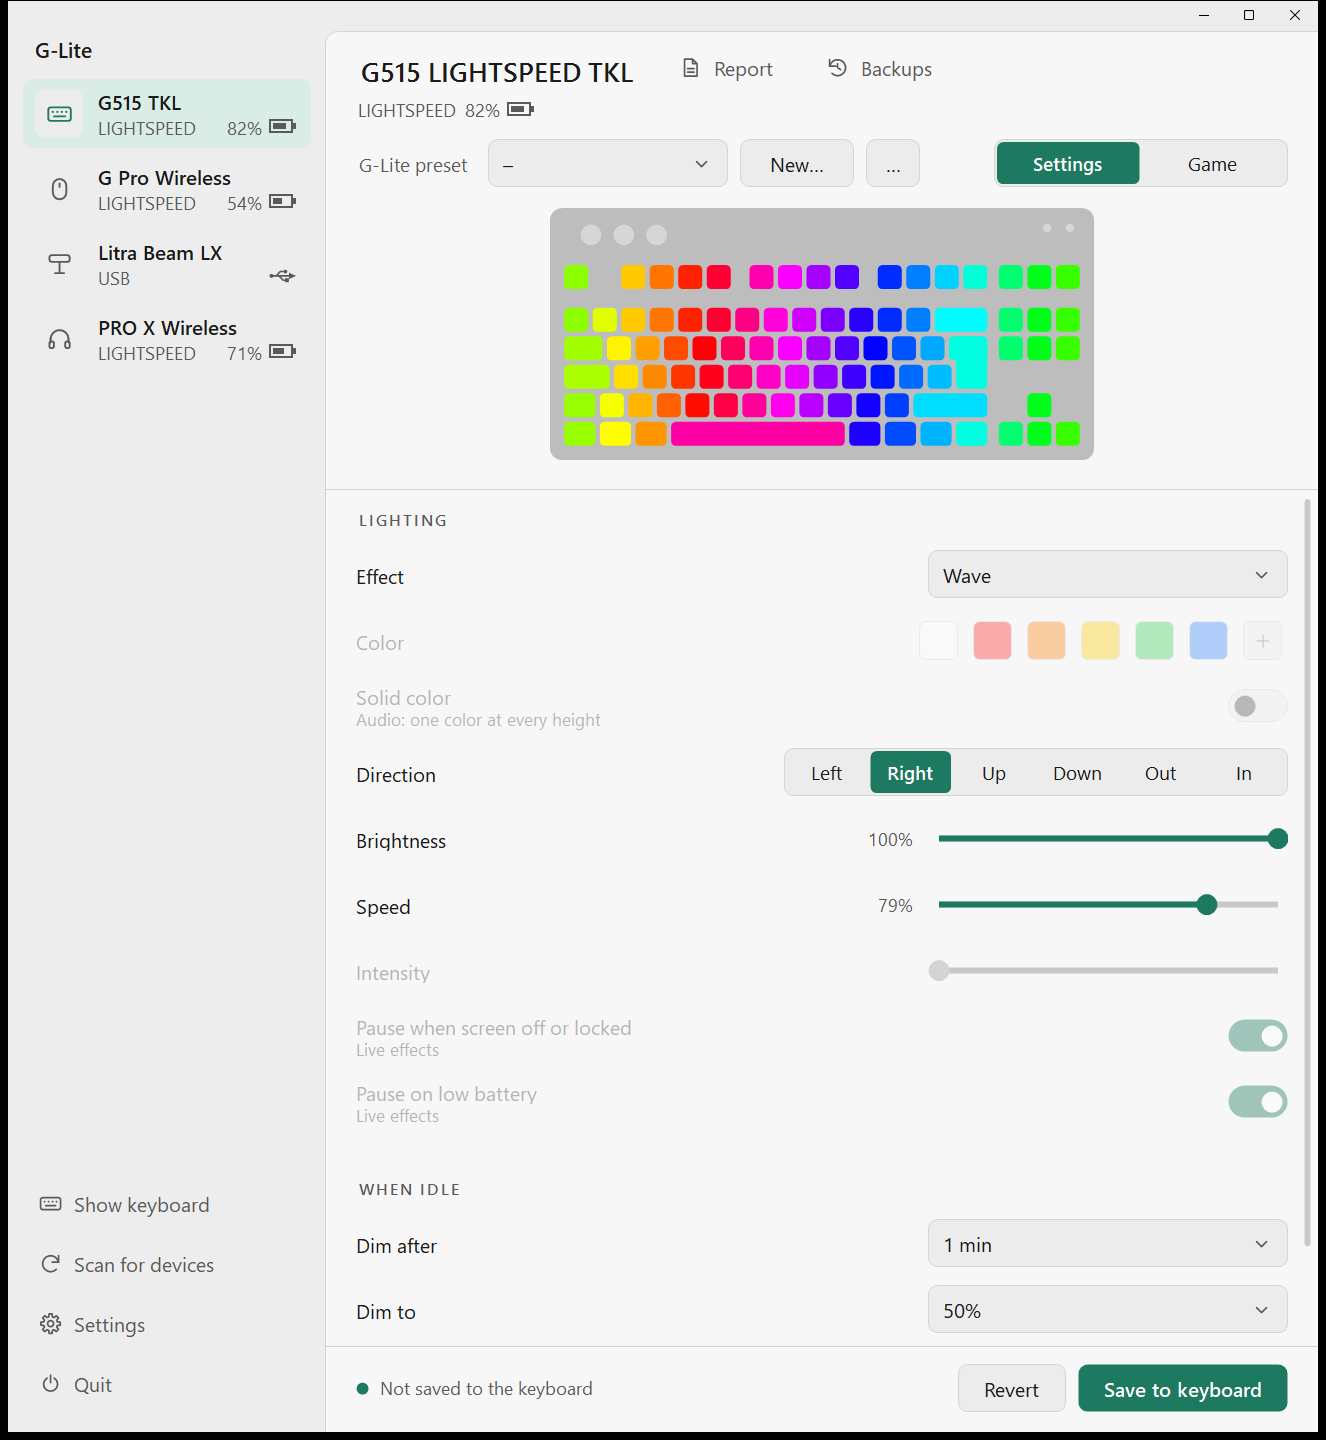 G-Lite
G515 TKL
LIGHTSPEED 82%
G Pro Wireless
LIGHTSPEED 54%
Litra Beam LX
USB
PRO X Wireless
LIGHTSPEED 71%
Show keyboard
Scan for devices
Settings
Quit
G515 LIGHTSPEED TKL
Report
Backups
LIGHTSPEED 82%
G-Lite preset
–
New...
...
Settings
Game
LIGHTING
Effect
Wave
Color
+
Solid color
Audio: one color at every height
Direction
Left
Right
Up
Down
Out
In
Brightness
100%
Speed
79%
Intensity
Pause when screen off or locked
Live effects
Pause on low battery
Live effects
WHEN IDLE
Dim after
1 min
Dim to
50%
Not saved to the keyboard
Revert
Save to keyboard